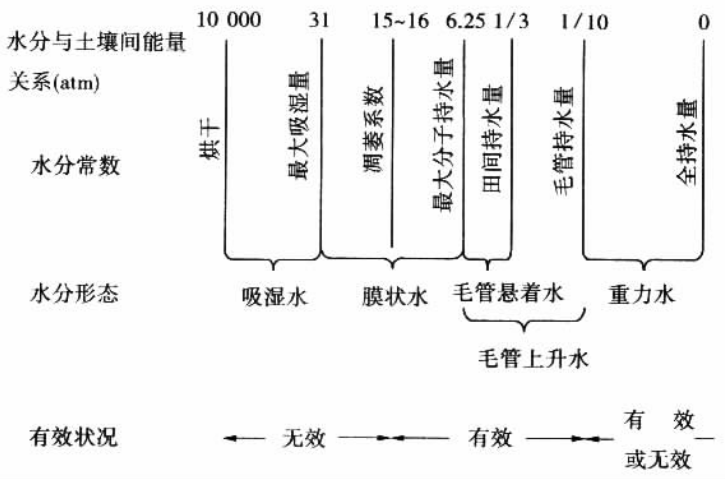 10 000 31 15~16 6.25 1/3 1/10 0
水分与土壤间能量
关系(atm)
水分常数
烘干
最大吸湿量
凋萎系数
最大分子持水量
田间持水量
毛管持水量
全持水量
水分形态
吸湿水 膜状水 毛管悬着水 重力水
毛管上升水
有效状况
无效 有效
有 效
或无效